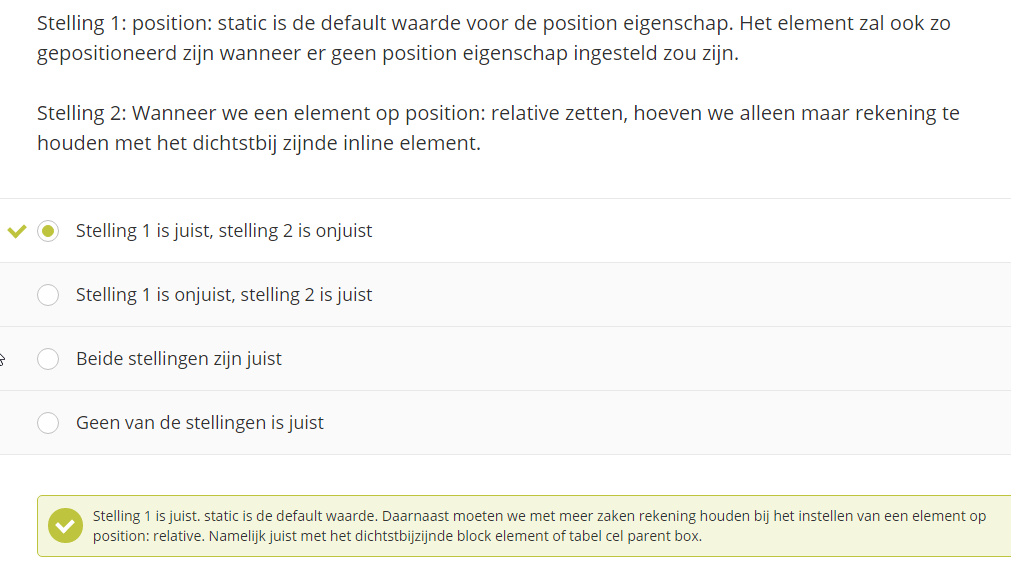 Stelling 1: position: static is de default waarde voor de position eigenschap. Het element zal ook zo
gepositioneerd zijn wanneer er geen position eigenschap ingesteld zou zijn.
Stelling 2: Wanneer we een element op position: relative zetten, hoeven we alleen maar rekening te
houden met het dichtstbij zijnde inline element.
Stelling 1 is juist, stelling 2 is onjuist
Stelling 1 is onjuist, stelling 2 is juist
Beide stellingen zijn juist
Geen van de stellingen is juist
Stelling 1 is juist. static is de default waarde. Daarnaast moeten we met meer zaken rekening houden bij het instellen van een element op
position: relative. Namelijk juist met het dichtstbijzijnde block element of tabel cel parent box.